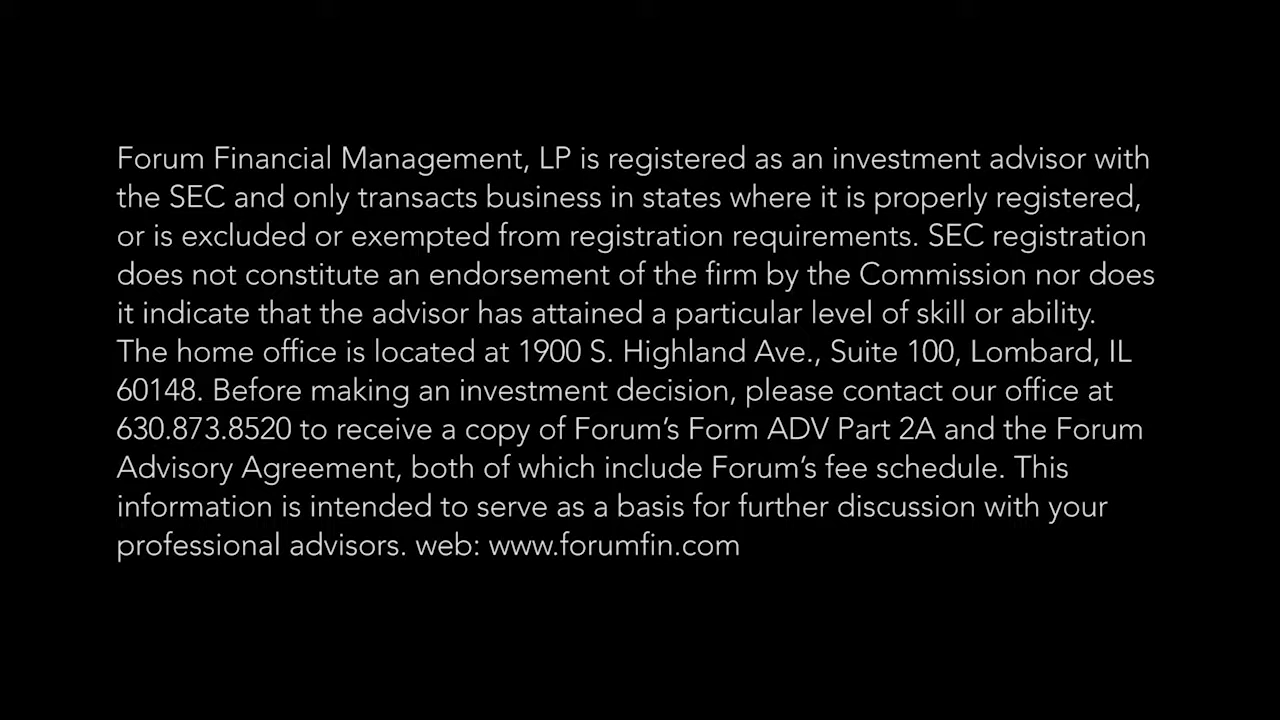 Forum Financial Management, LP is registered as an investment advisor with
the SEC and only transacts business in states where it is properly registered,
or is excluded or exempted from registration requirements. SEC registration
does not constitute an endorsement of the firm by the Commission nor does
it indicate that the advisor has attained a particular level of skill or ability.
The home office is located at 1900 S. Highland Ave., Suite 100, Lombard, IL
60148. Before making an investment decision, please contact our office at
630.873.8520 to receive a copy of Forum’s Form ADV Part 2A and the Forum
Advisory Agreement, both of which include Forum’s fee schedule. This
information is intended to serve as a basis for further discussion with your
professional advisors. web: www.forumfin.com